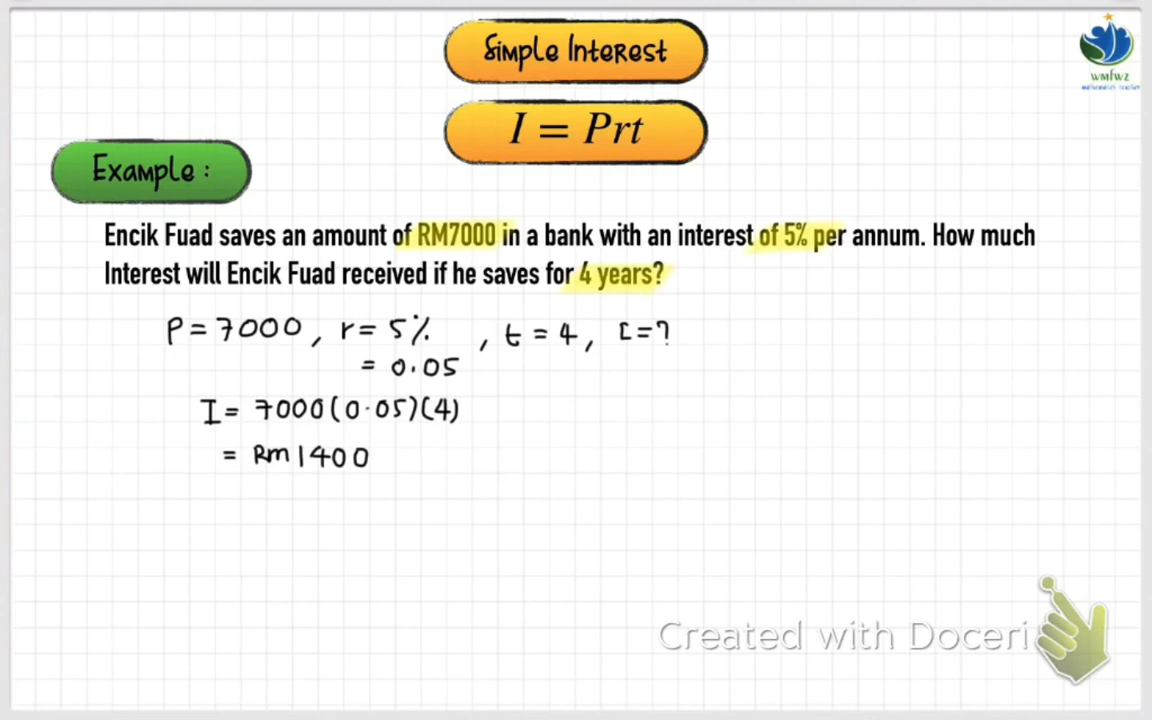 Simple Interest
I = Prt
WMFWZ
Example :
Encik Fuad saves an amount of RM7000 in a bank with an interest of 5% per annum. How much
Interest will Encik Fuad received if he saves for 4 years?
P = 7000 , r = 5% , t = 4 , I = ?
= 0.05
I = 7000(0.05)(4)
= Rm1400
Created with Doceri